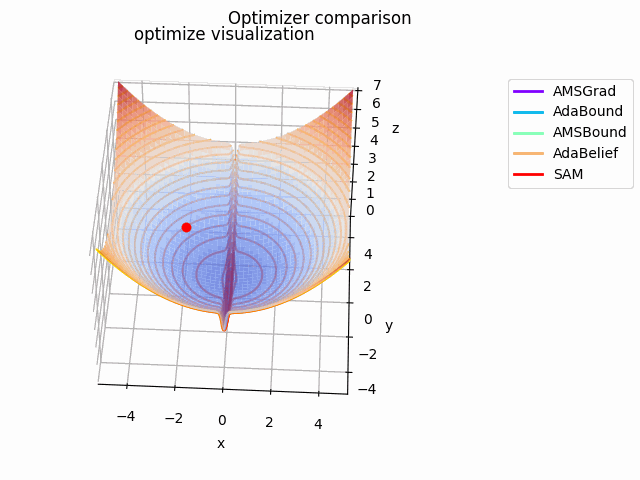 Optimizer comparison
optimize visualization
AMSGrad
AdaBound
AMSBound
AdaBelief
SAM
7
6
5
4
3
2
1
0
z
4
2
0
−2
−4
y
−4 −2 0 2 4
x